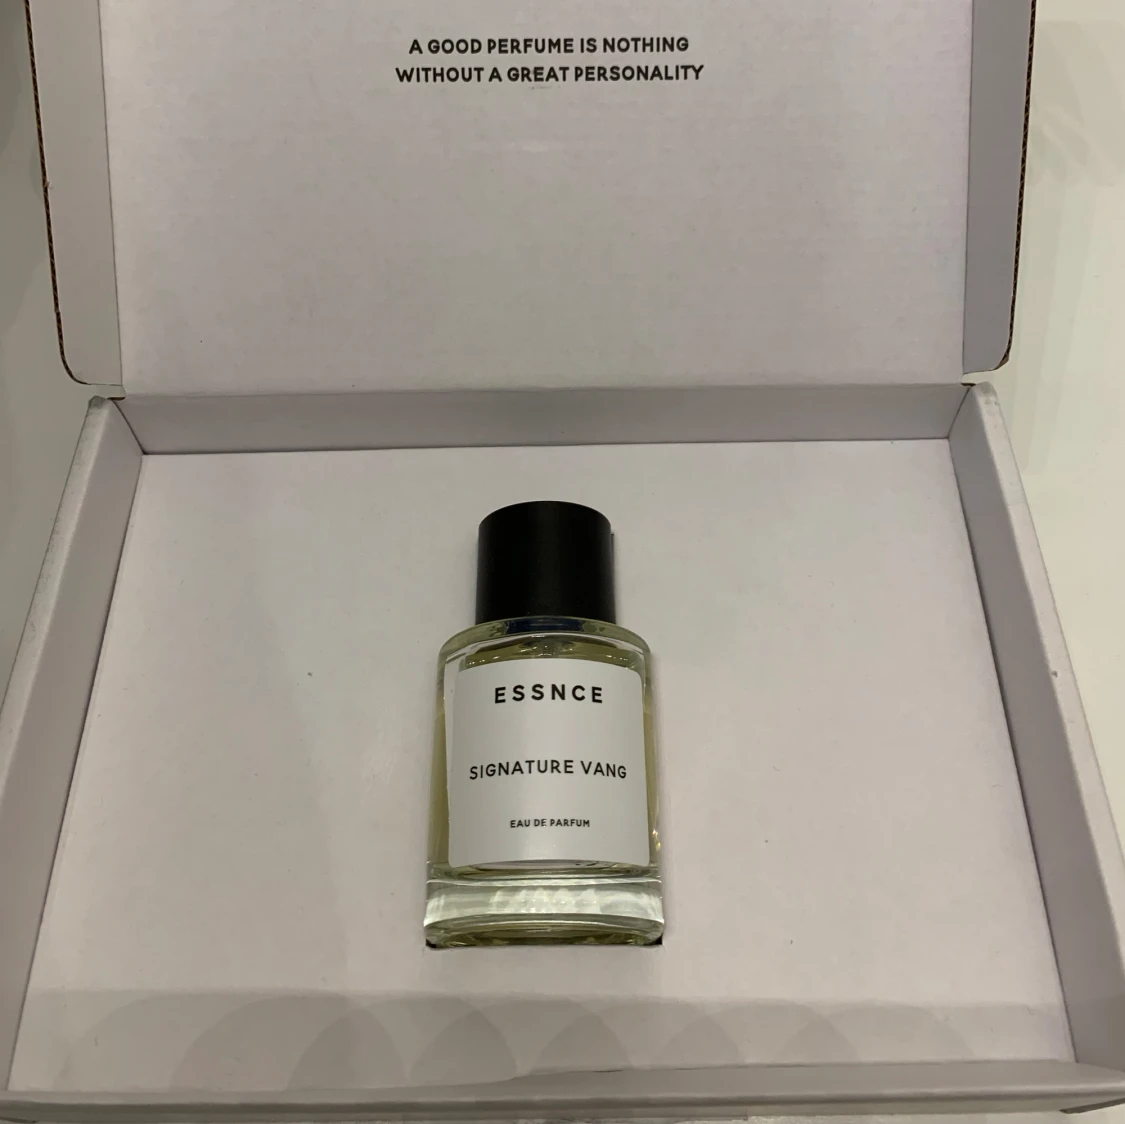 A GOOD PERFUME IS NOTHING
WITHOUT A GREAT PERSONALITY
ESSNCE
SIGNATURE VANG
EAU DE PARFUM